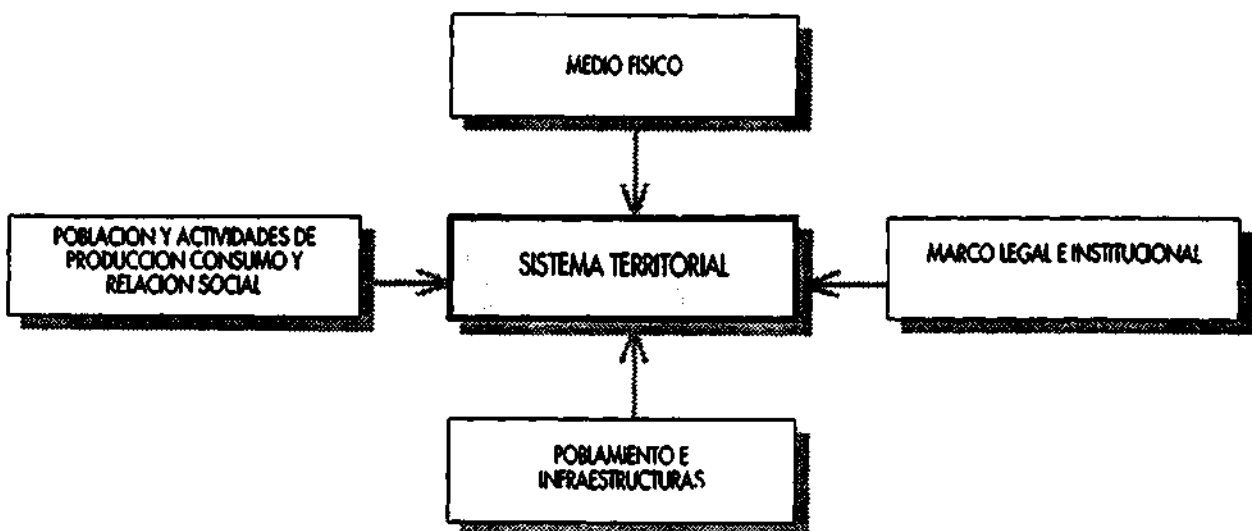 MEDIO FISICO
POBLACION Y ACTIVIDADES DE
PRODUCCION CONSUMO Y
RELACION SOCIAL
SISTEMA TERRITORIAL
MARCO LEGAL E INSTITUCIONAL
POBLAMIENTO E
INFRAESTRUCTURAS